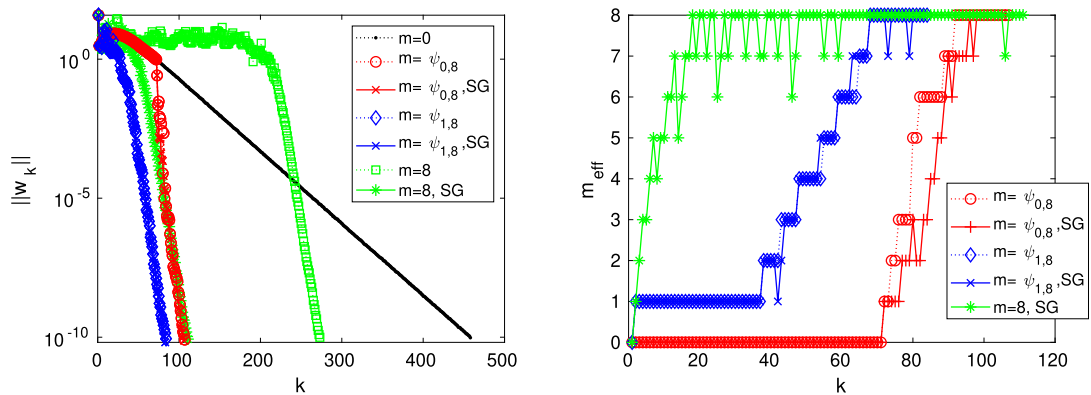 ||w_k||
10^0
10^-5
10^-10
0
100
200
300
400
500
k
m=0
m= ψ_0,8
m= ψ_0,8,SG
m= ψ_1,8
m= ψ_1,8,SG
m=8
m=8, SG
m_eff
8
7
6
5
4
3
2
1
0
0
20
40
60
80
100
120
k
m= ψ_0,8
m= ψ_0,8,SG
m= ψ_1,8
m= ψ_1,8,SG
m=8, SG